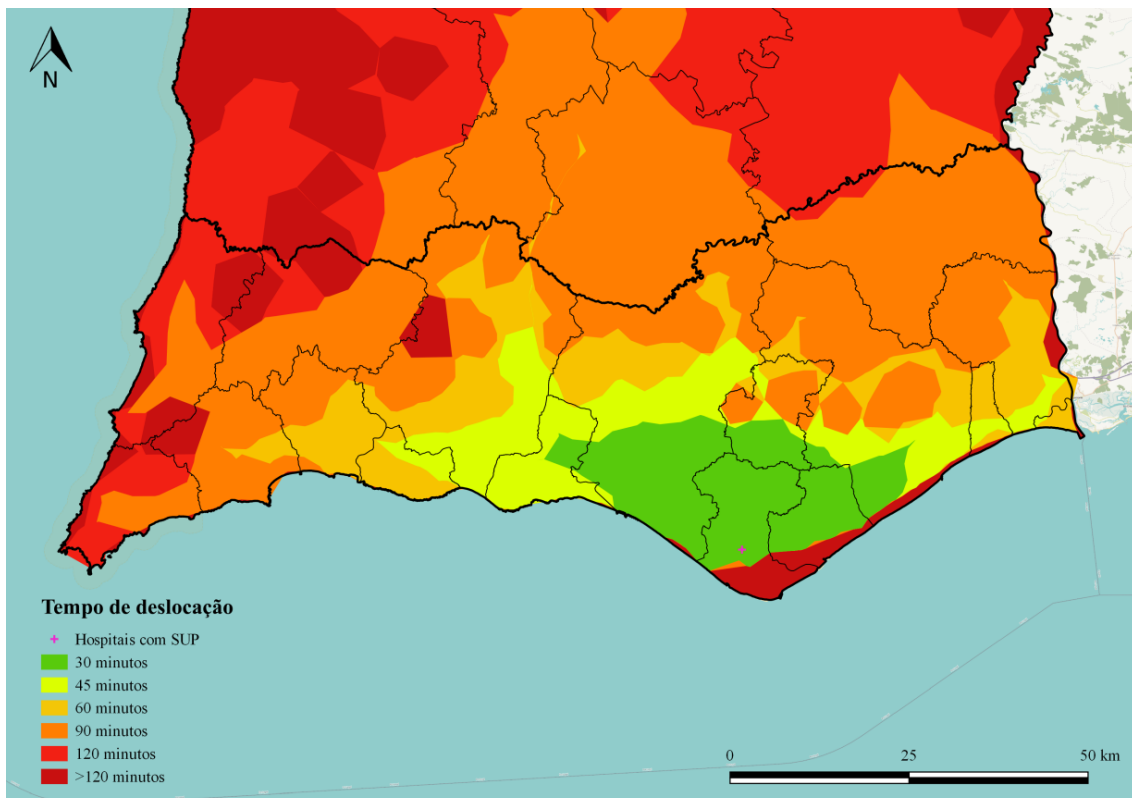 N
Tempo de deslocação
Hospitais com SUP
30 minutos
45 minutos
60 minutos
90 minutos
120 minutos
>120 minutos
0 25 50 km